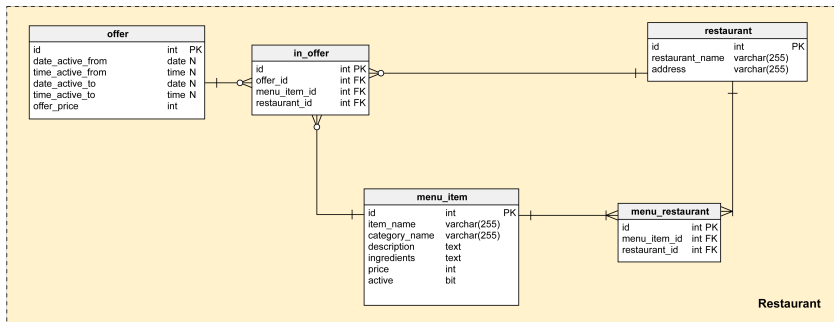 offer
id int PK
date_active_from date N
time_active_from time N
date_active_to date N
time_active_to time N
offer_price int
in_offer
id int PK
offer_id int FK
menu_item_id int FK
restaurant_id int FK
restaurant
id int PK
restaurant_name varchar(255)
address varchar(255)
menu_item
id int PK
item_name varchar(255)
category_name varchar(255)
description text
ingredients text
price int
active bit
menu_restaurant
id int PK
menu_item_id int FK
restaurant_id int FK
Restaurant